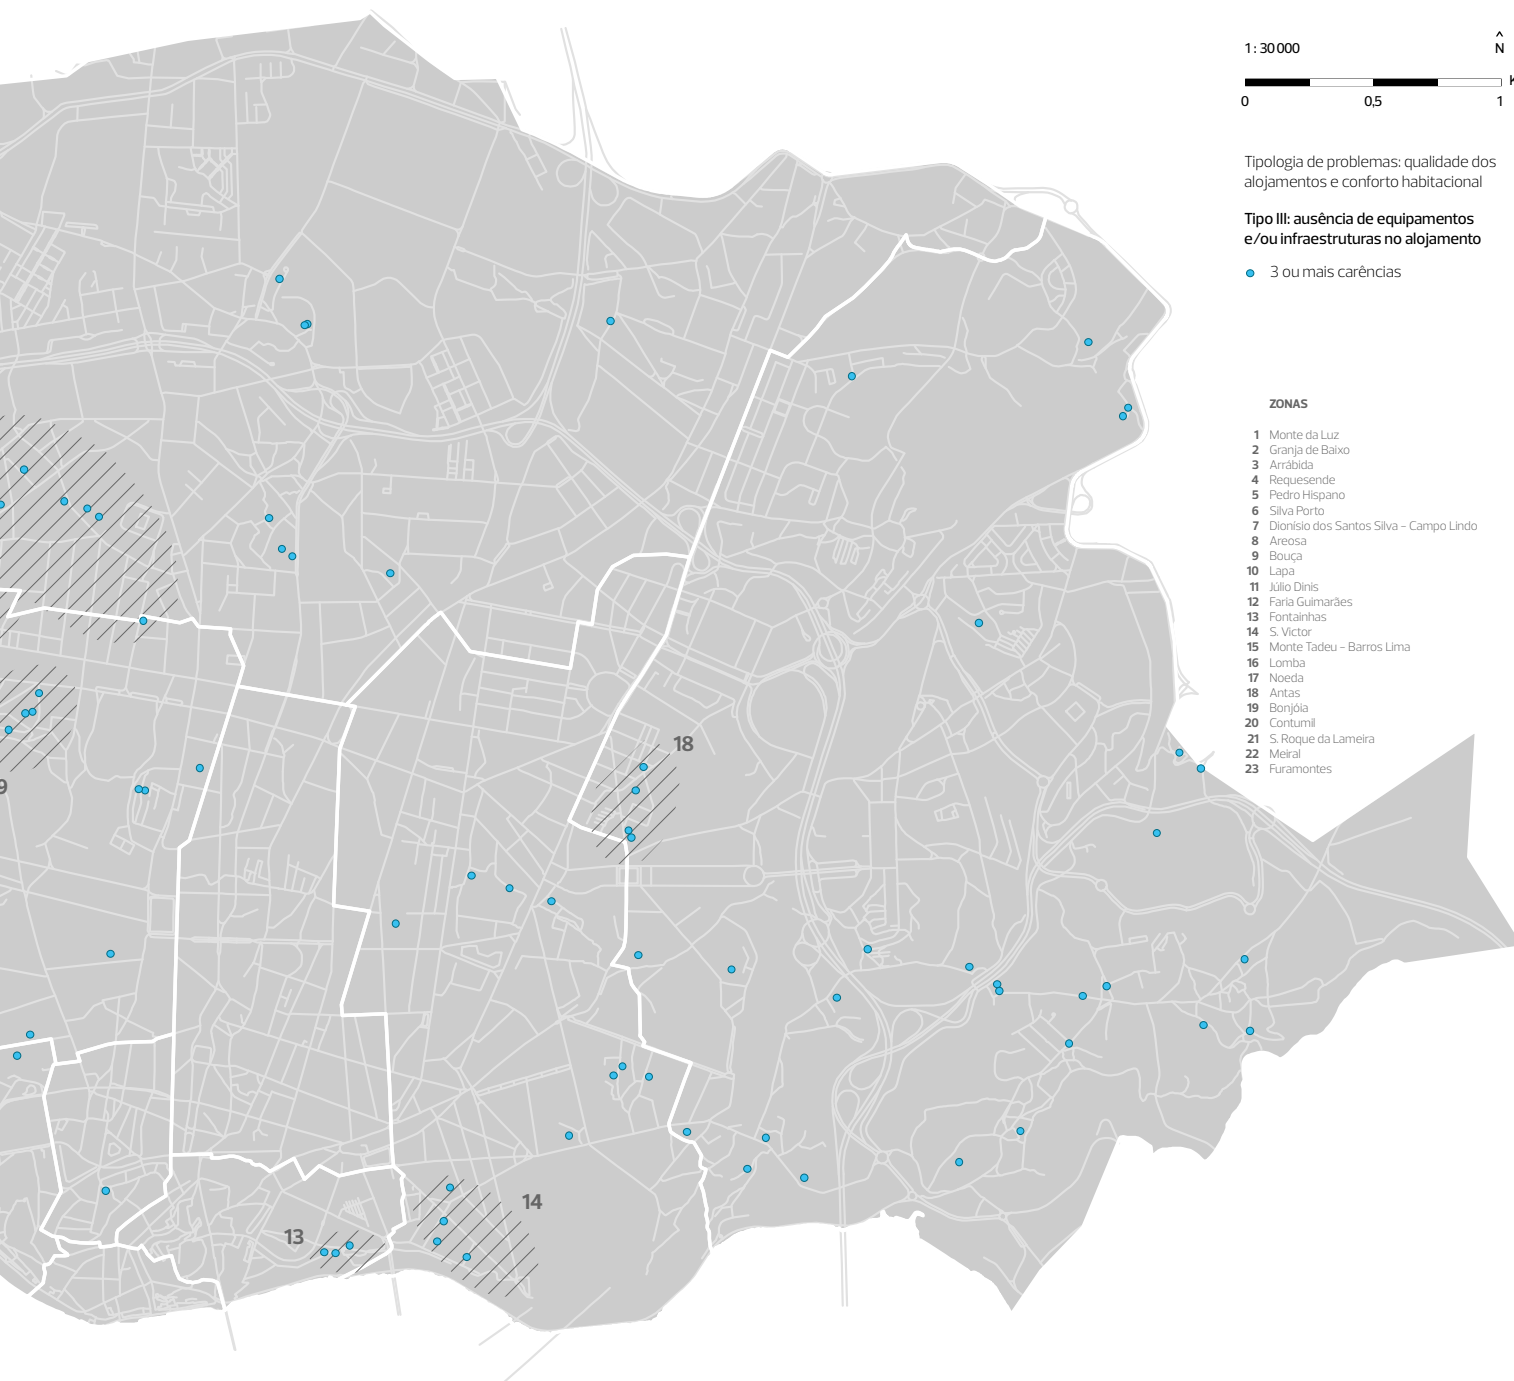 1 : 30 000
^
N
0 0,5 1
Tipologia de problemas: qualidade dos
alojamentos e conforto habitacional
Tipo III: ausência de equipamentos
e/ou infraestruturas no alojamento
3 ou mais carências
ZONAS
1 Monte da Luz
2 Granja de Baixo
3 Arrábida
4 Requesende
5 Pedro Hispano
6 Silva Porto
7 Dionísio dos Santos Silva – Campo Lindo
8 Areosa
9 Bouça
10 Lapa
11 Júlio Dinis
12 Faria Guimarães
13 Fontainhas
14 S. Victor
15 Monte Tadeu – Barros Lima
16 Lomba
17 Noeda
18 Antas
19 Bonjóia
20 Contumil
21 S. Roque da Lameira
22 Meiral
23 Furamontes
18
9
14
13